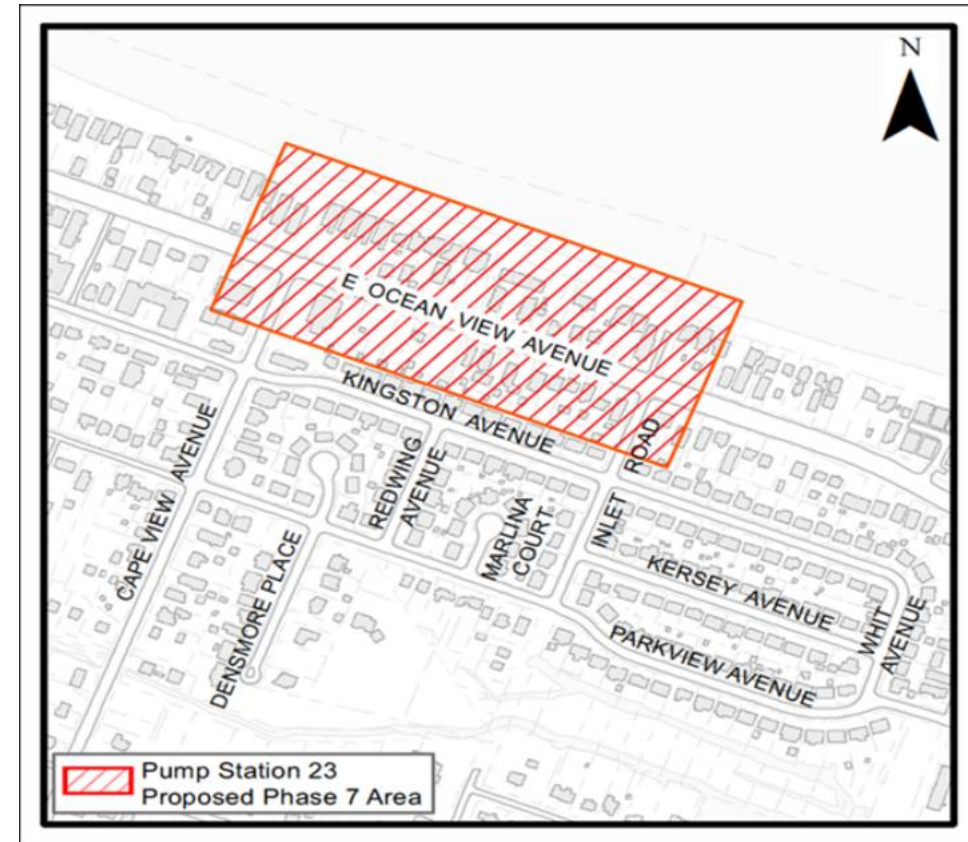 N
E OCEAN VIEW AVENUE
KINGSTON AVENUE
ROAD
INLET
REDWING
AVENUE
CAPE VIEW AVENUE
MARLINA
COURT
DENSMORE PLACE
KERSEY AVENUE
WHIT
AVENUE
PARKVIEW AVENUE
Pump Station 23
Proposed Phase 7 Area